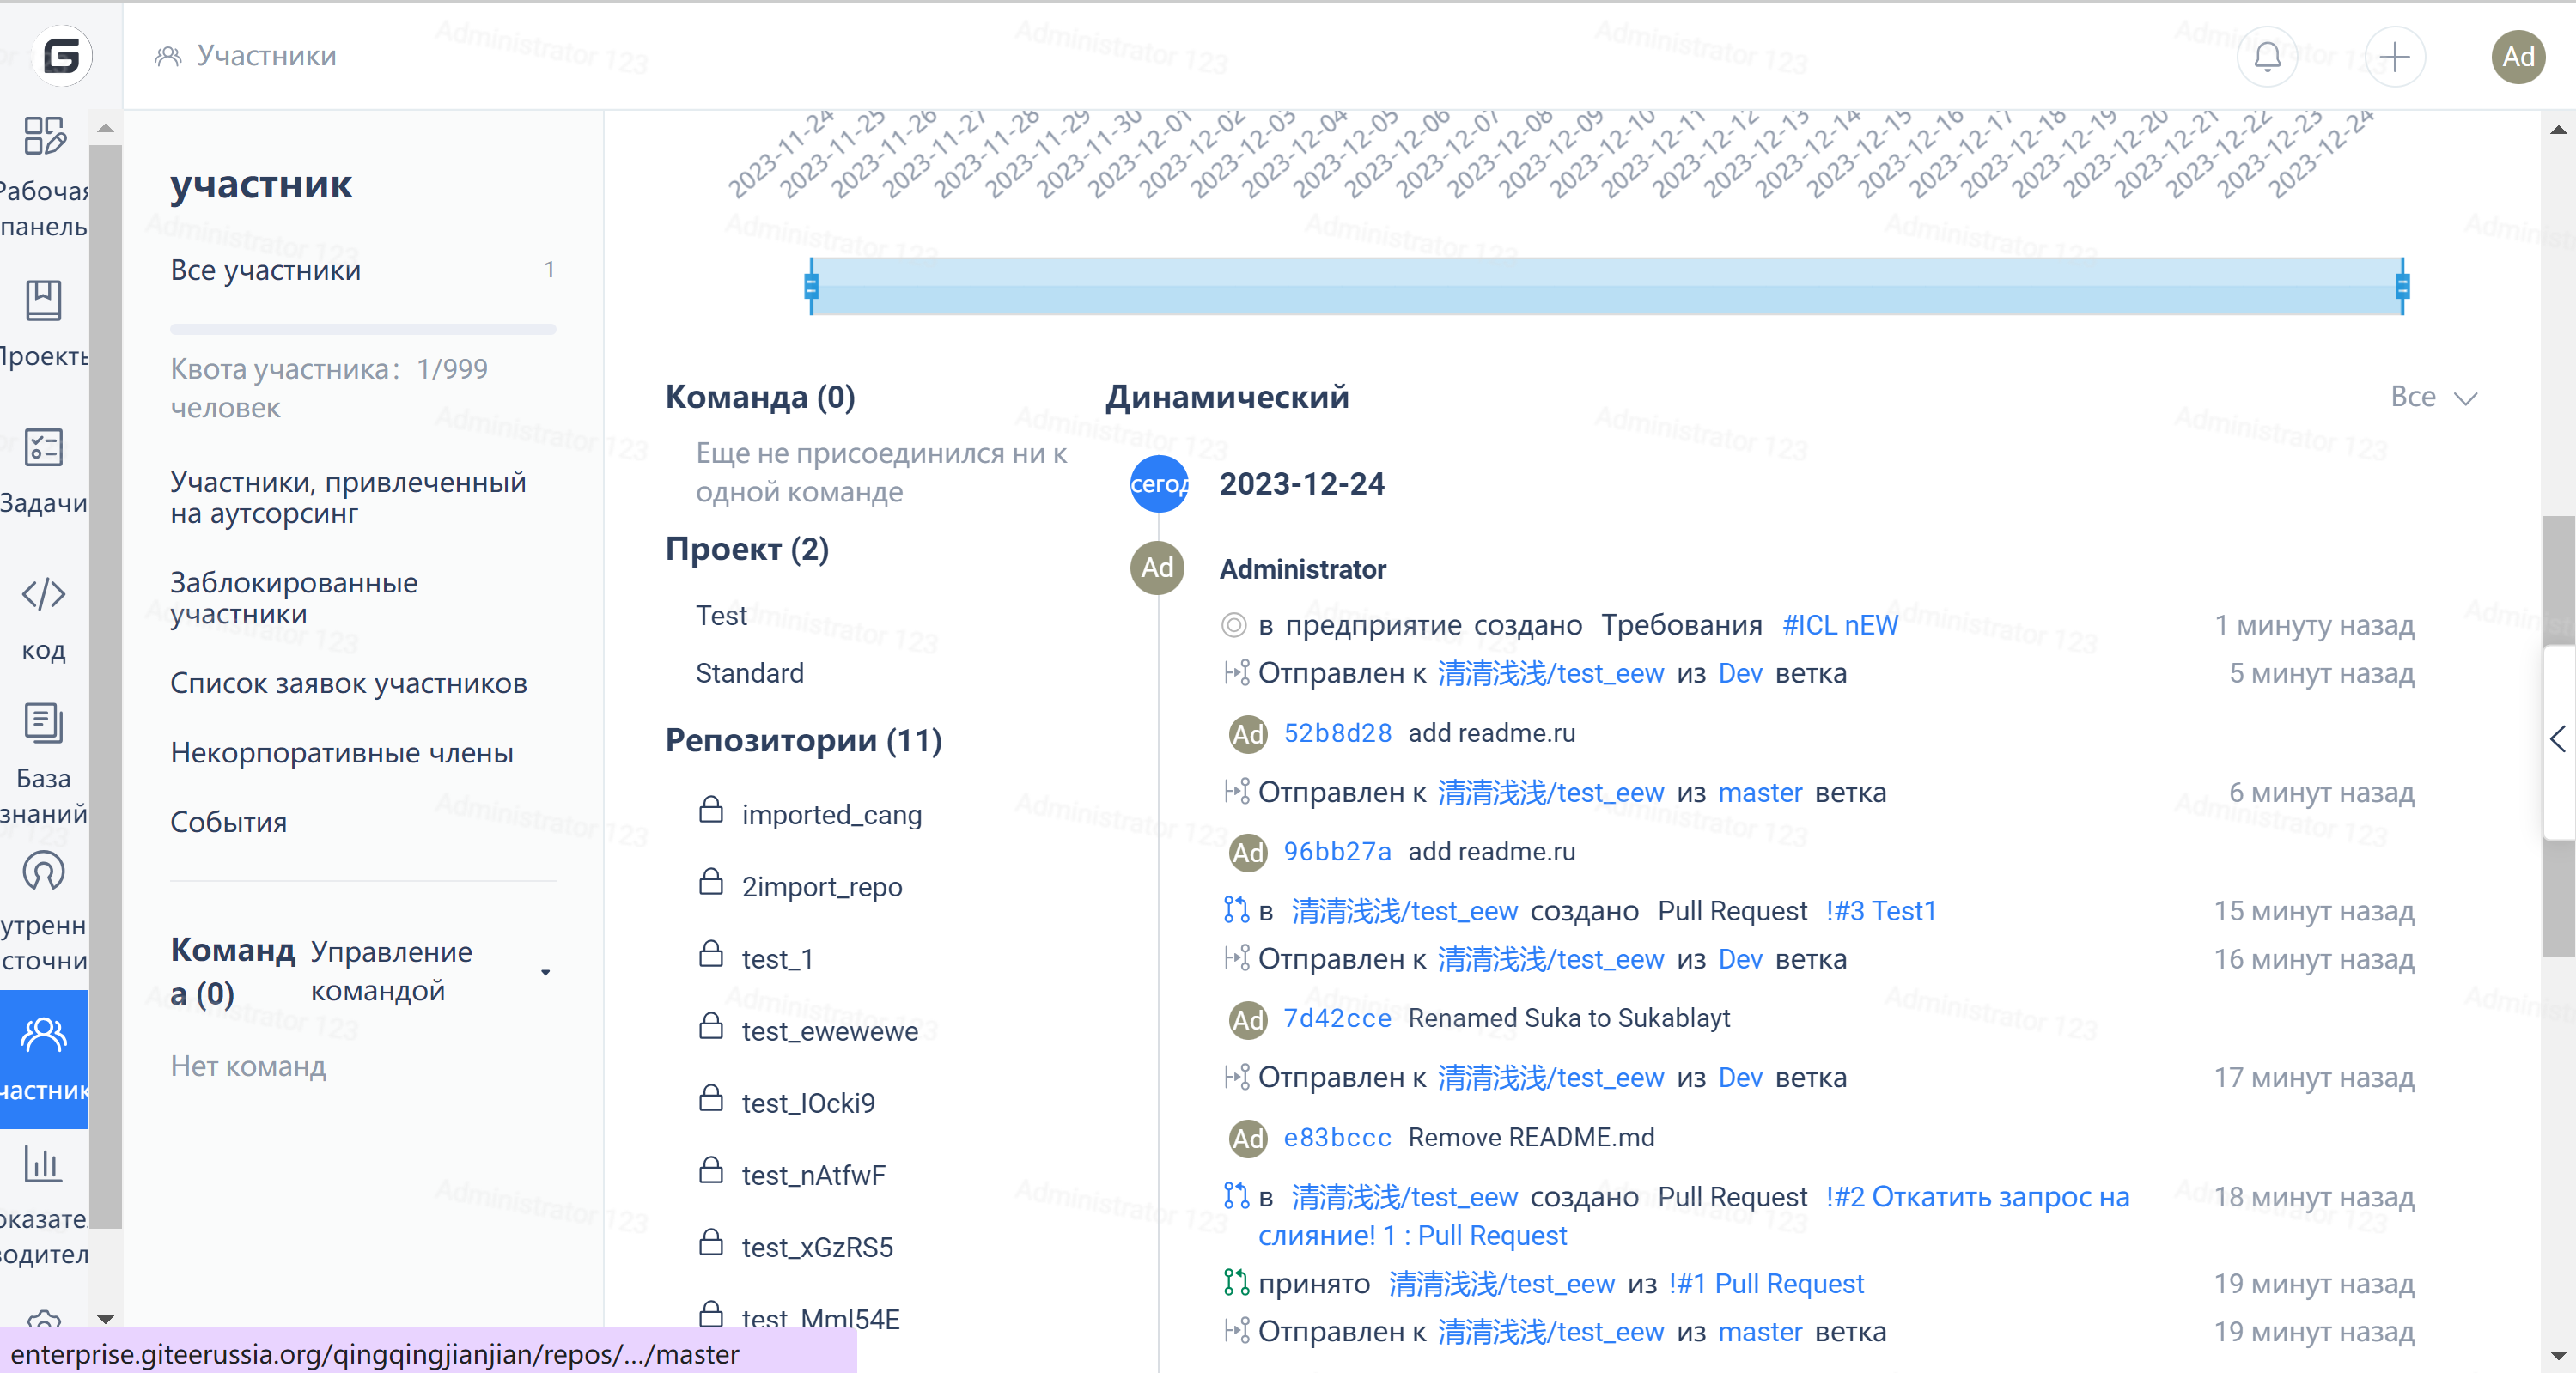 Участники
Ad
Рабочая
панель
Проекты
Задачи
код
База
знаний
утренн
сточни
частник
оказате
водител
участник
Все участники 1
Квота участника: 1/999
человек
Участники, привлеченный
на аутсорсинг
Заблокированные
участники
Список заявок участников
Некорпоративные члены
События
Команд
а (0)
Управление
командой
Нет команд
2023-11-24 2023-11-25 2023-11-26 2023-11-27 2023-11-28 2023-11-29 2023-11-30 2023-12-01 2023-12-02 2023-12-03 2023-12-04 2023-12-05 2023-12-06 2023-12-07 2023-12-08 2023-12-09 2023-12-10 2023-12-11 2023-12-12 2023-12-13 2023-12-14 2023-12-15 2023-12-16 2023-12-17 2023-12-18 2023-12-19 2023-12-20 2023-12-21 2023-12-22 2023-12-23 2023-12-24
Команда (0)
Еще не присоединился ни к
одной команде
Проект (2)
Test
Standard
Репозитории (11)
imported_cang
2import_repo
test_1
test_ewewewe
test_IOcki9
test_nAtfwF
test_xGzRS5
test_Mml54E
Динамический Все
сегод 2023-12-24
Ad Administrator
в предприятие создано Требования #ICL nEW 1 минуту назад
Отправлен к 清清浅浅/test_eew из Dev ветка 5 минут назад
Ad 52b8d28 add readme.ru
Отправлен к 清清浅浅/test_eew из master ветка 6 минут назад
Ad 96bb27a add readme.ru
в 清清浅浅/test_eew создано Pull Request !#3 Test1 15 минут назад
Отправлен к 清清浅浅/test_eew из Dev ветка 16 минут назад
Ad 7d42cce Renamed Suka to Sukablayt
Отправлен к 清清浅浅/test_eew из Dev ветка 17 минут назад
Ad e83bccc Remove README.md
в 清清浅浅/test_eew создано Pull Request !#2 Откатить запрос на 18 минут назад
слияние! 1 : Pull Request
принято 清清浅浅/test_eew из !#1 Pull Request 19 минут назад
Отправлен к 清清浅浅/test_eew из master ветка 19 минут назад
enterprise.giteerussia.org/qingqingjianjian/repos/.../master
Administrator 123